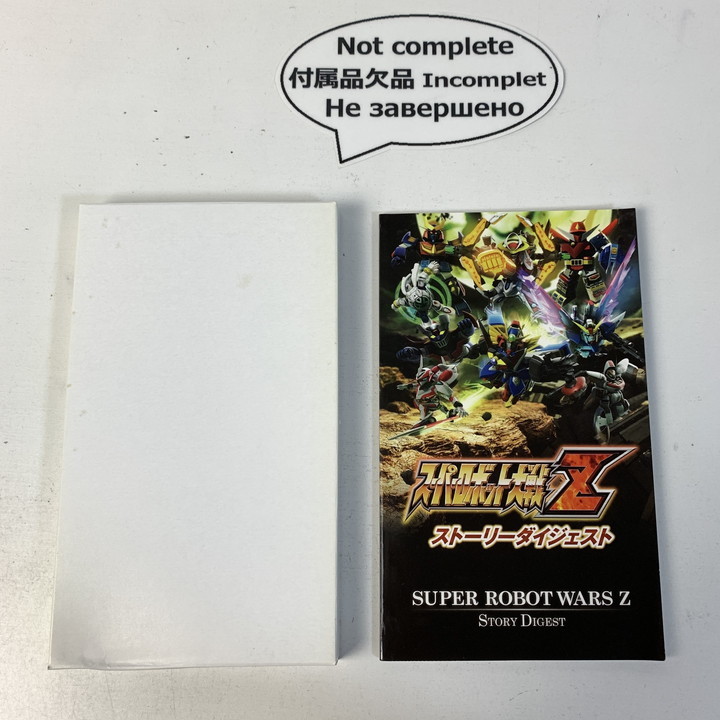 Not complete
付属品欠品 Incomplet
Не завершено
スーパーロボット大戦Z
ストーリーダイジェスト
SUPER ROBOT WARS Z
STORY DIGEST